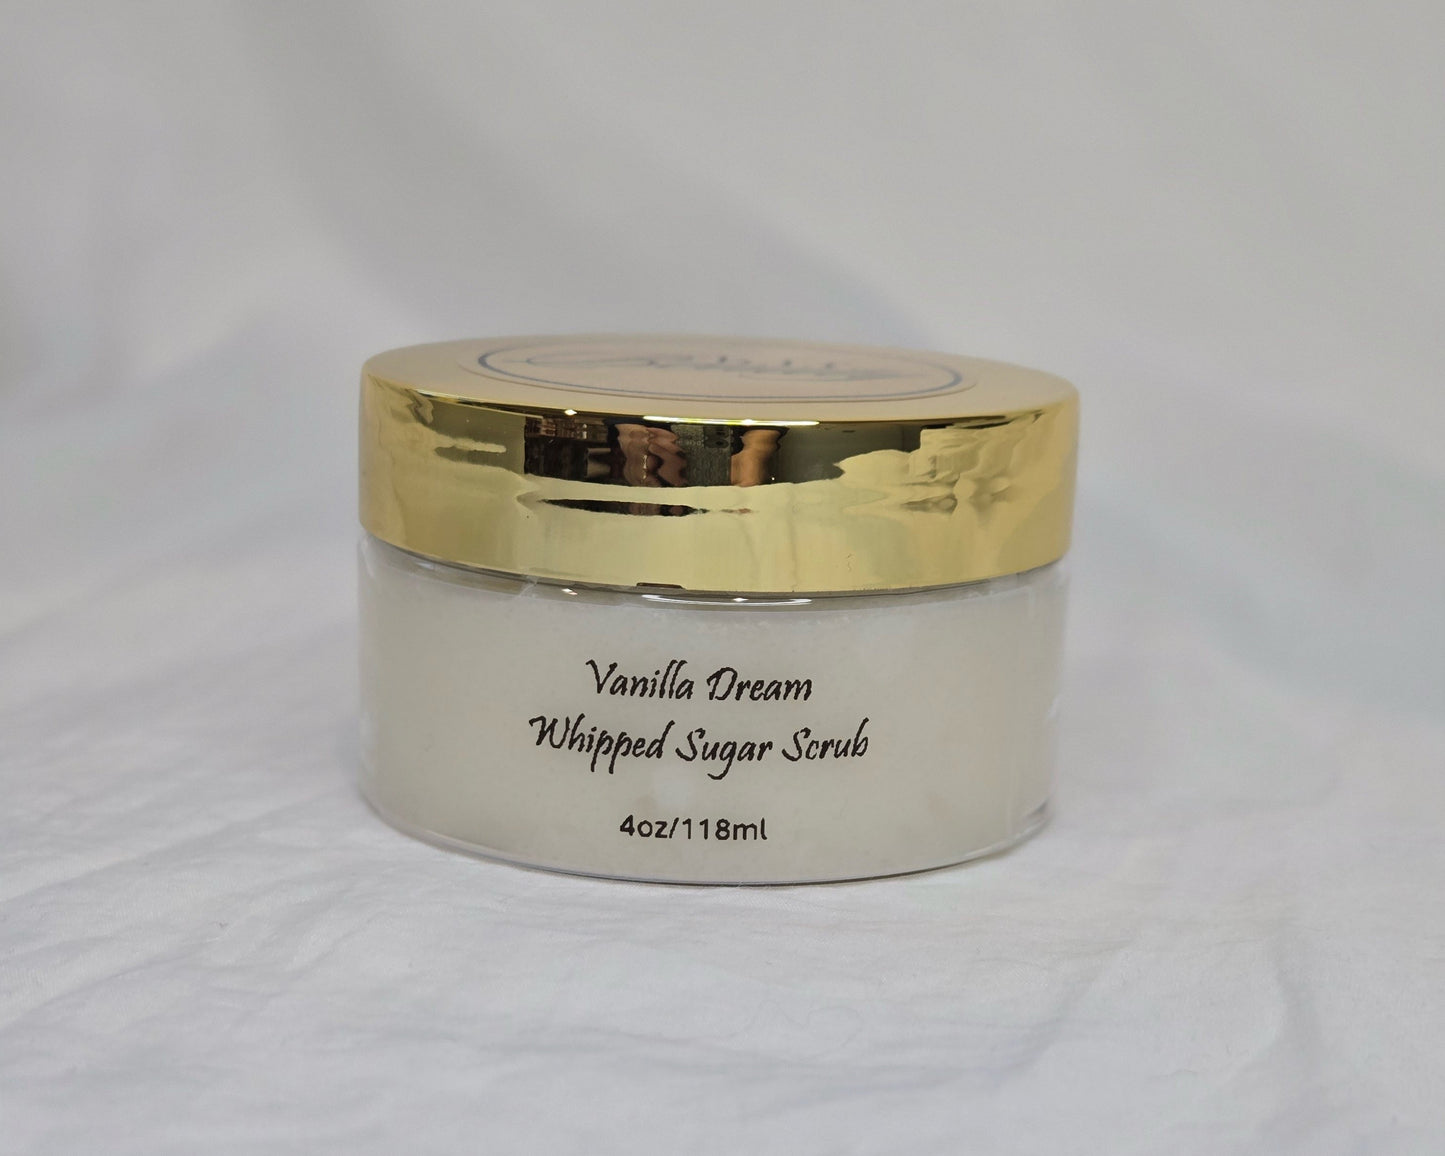 Vanilla Dream
Whipped Sugar Scrub
4oz/118ml